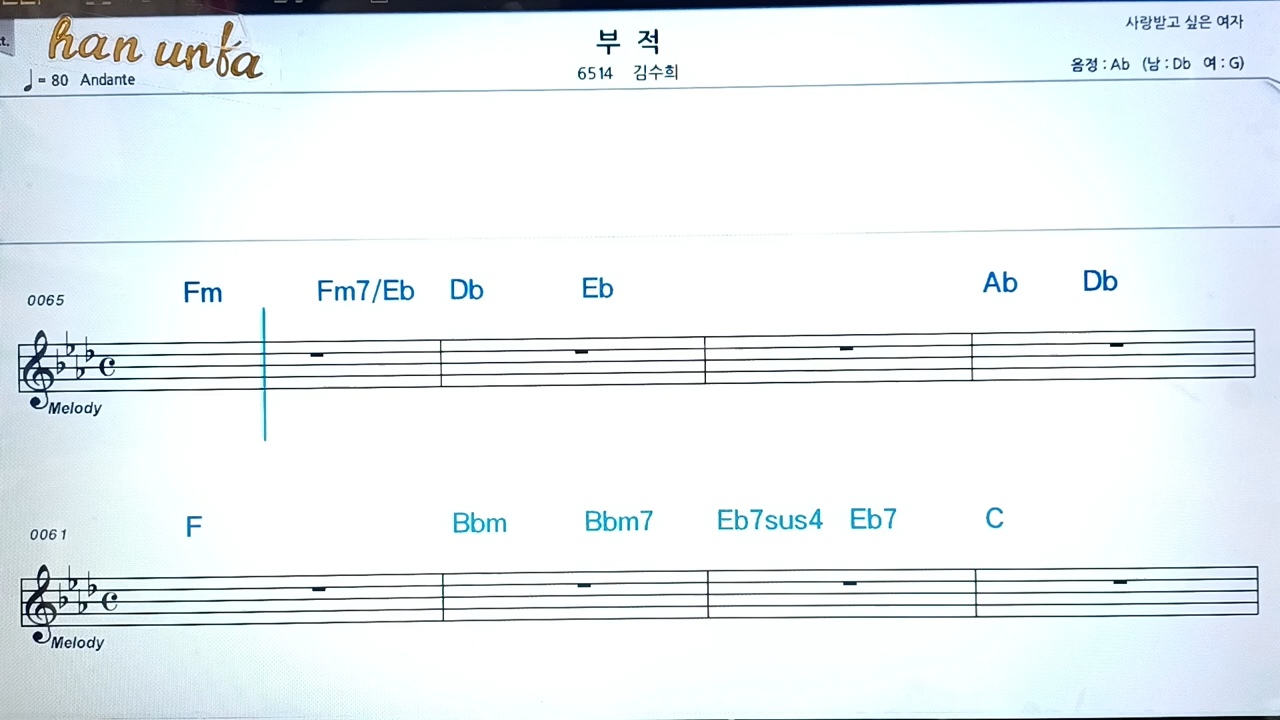 t.
han unfa
부 적
사랑받고 싶은 여자
= 80 Andante
6514 김수희
음정 : Ab (남 : Db 여 : G)
Fm Fm7/Eb Db Eb Ab Db
0065
Melody
F Bbm Bbm7 Eb7sus4 Eb7 C
0061
Melody